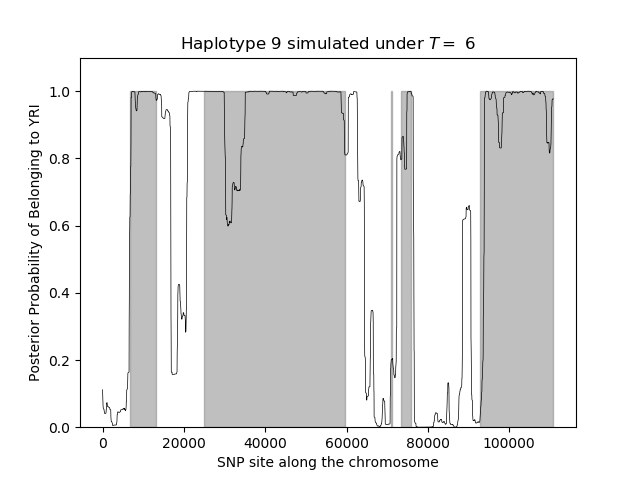 Haplotype 9 simulated under T = 6
1.0
0.8
0.6
0.4
0.2
0.0
Posterior Probability of Belonging to YRI
0 20000 40000 60000 80000 100000
SNP site along the chromosome